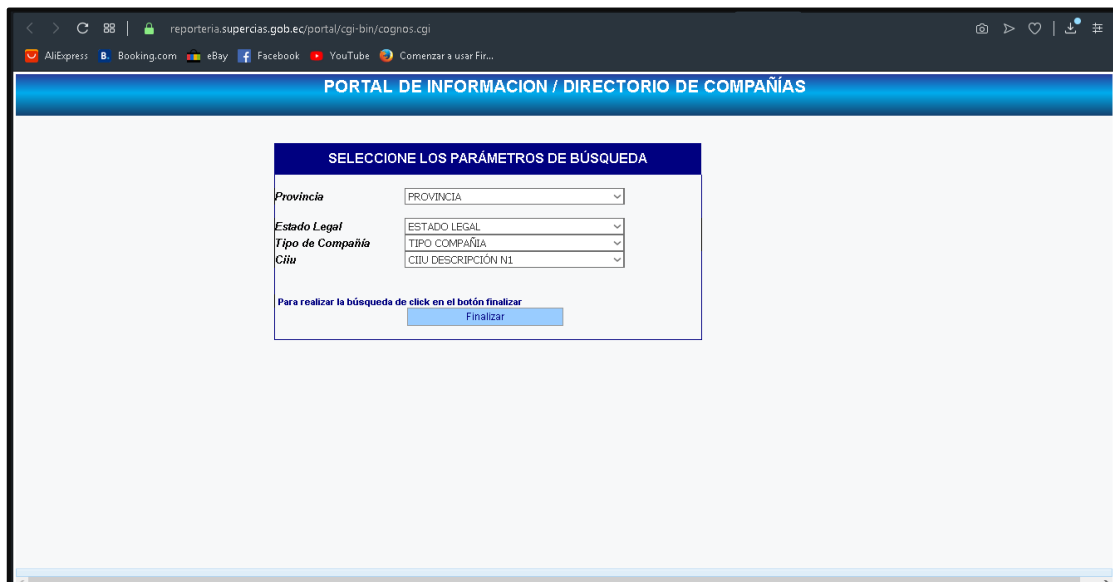 reporteria.supercias.gob.ec/portal/cgi-bin/cognos.cgi
AliExpress B. Booking.com eBay Facebook YouTube Comenzar a usar Fir...
PORTAL DE INFORMACION / DIRECTORIO DE COMPAÑÍAS
SELECCIONE LOS PARÁMETROS DE BÚSQUEDA
Provincia PROVINCIA
Estado Legal ESTADO LEGAL
Tipo de Compañía TIPO COMPAÑIA
Ciiu CIIU DESCRIPCIÓN N1
Para realizar la búsqueda de click en el botón finalizar
Finalizar